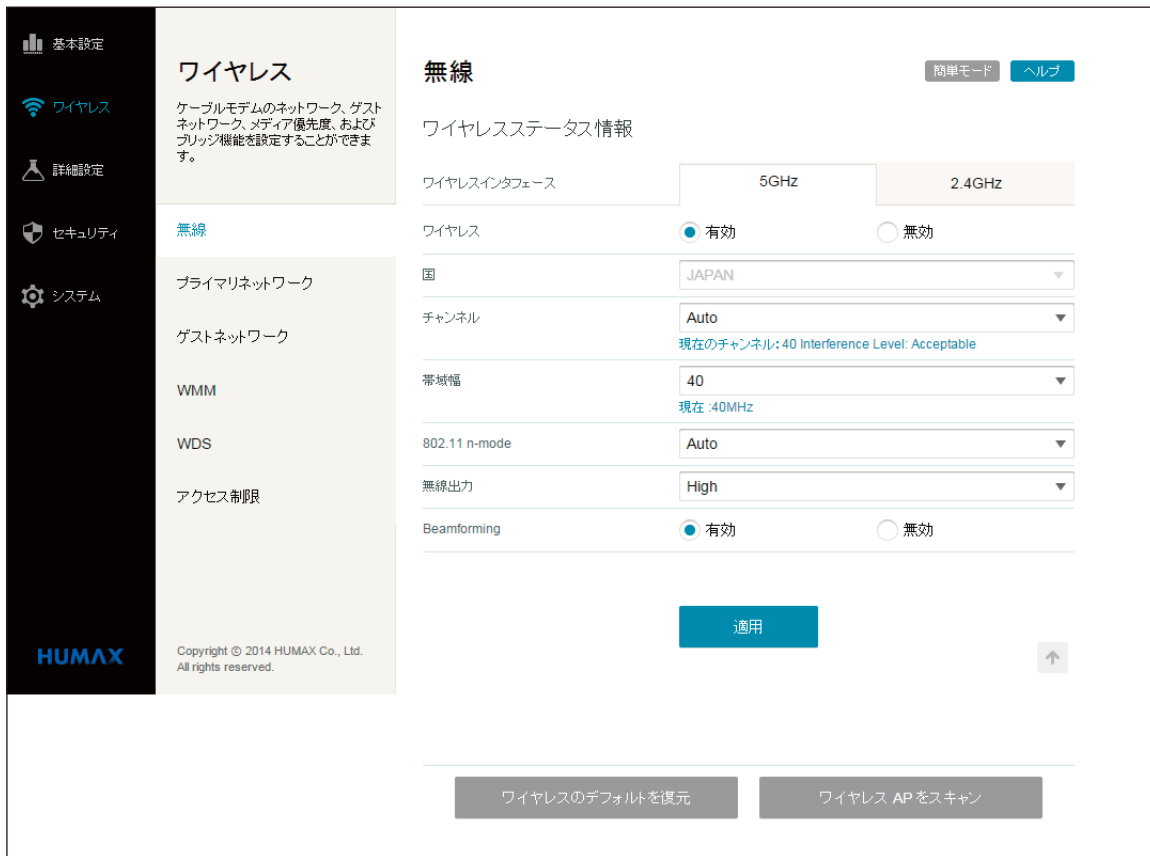 基本設定
ワイヤレス
詳細設定
セキュリティ
システム
HUMAX
ワイヤレス
ケーブルモデムのネットワーク、ゲスト
ネットワーク、メディア優先度、および
ブリッジ機能を設定することができま
す。
無線
プライマリネットワーク
ゲストネットワーク
WMM
WDS
アクセス制限
Copyright © 2014 HUMAX Co., Ltd.
All rights reserved.
無線
簡単モード ヘルプ
ワイヤレスステータス情報
ワイヤレスインタフェース 5GHz 2.4GHz
ワイヤレス 有効 無効
国 JAPAN
チャンネル Auto
現在のチャンネル: 40 Interference Level: Acceptable
帯域幅 40
現在 :40MHz
802.11 n-mode Auto
無線出力 High
Beamforming 有効 無効
適用
ワイヤレスのデフォルトを復元 ワイヤレス AP をスキャン